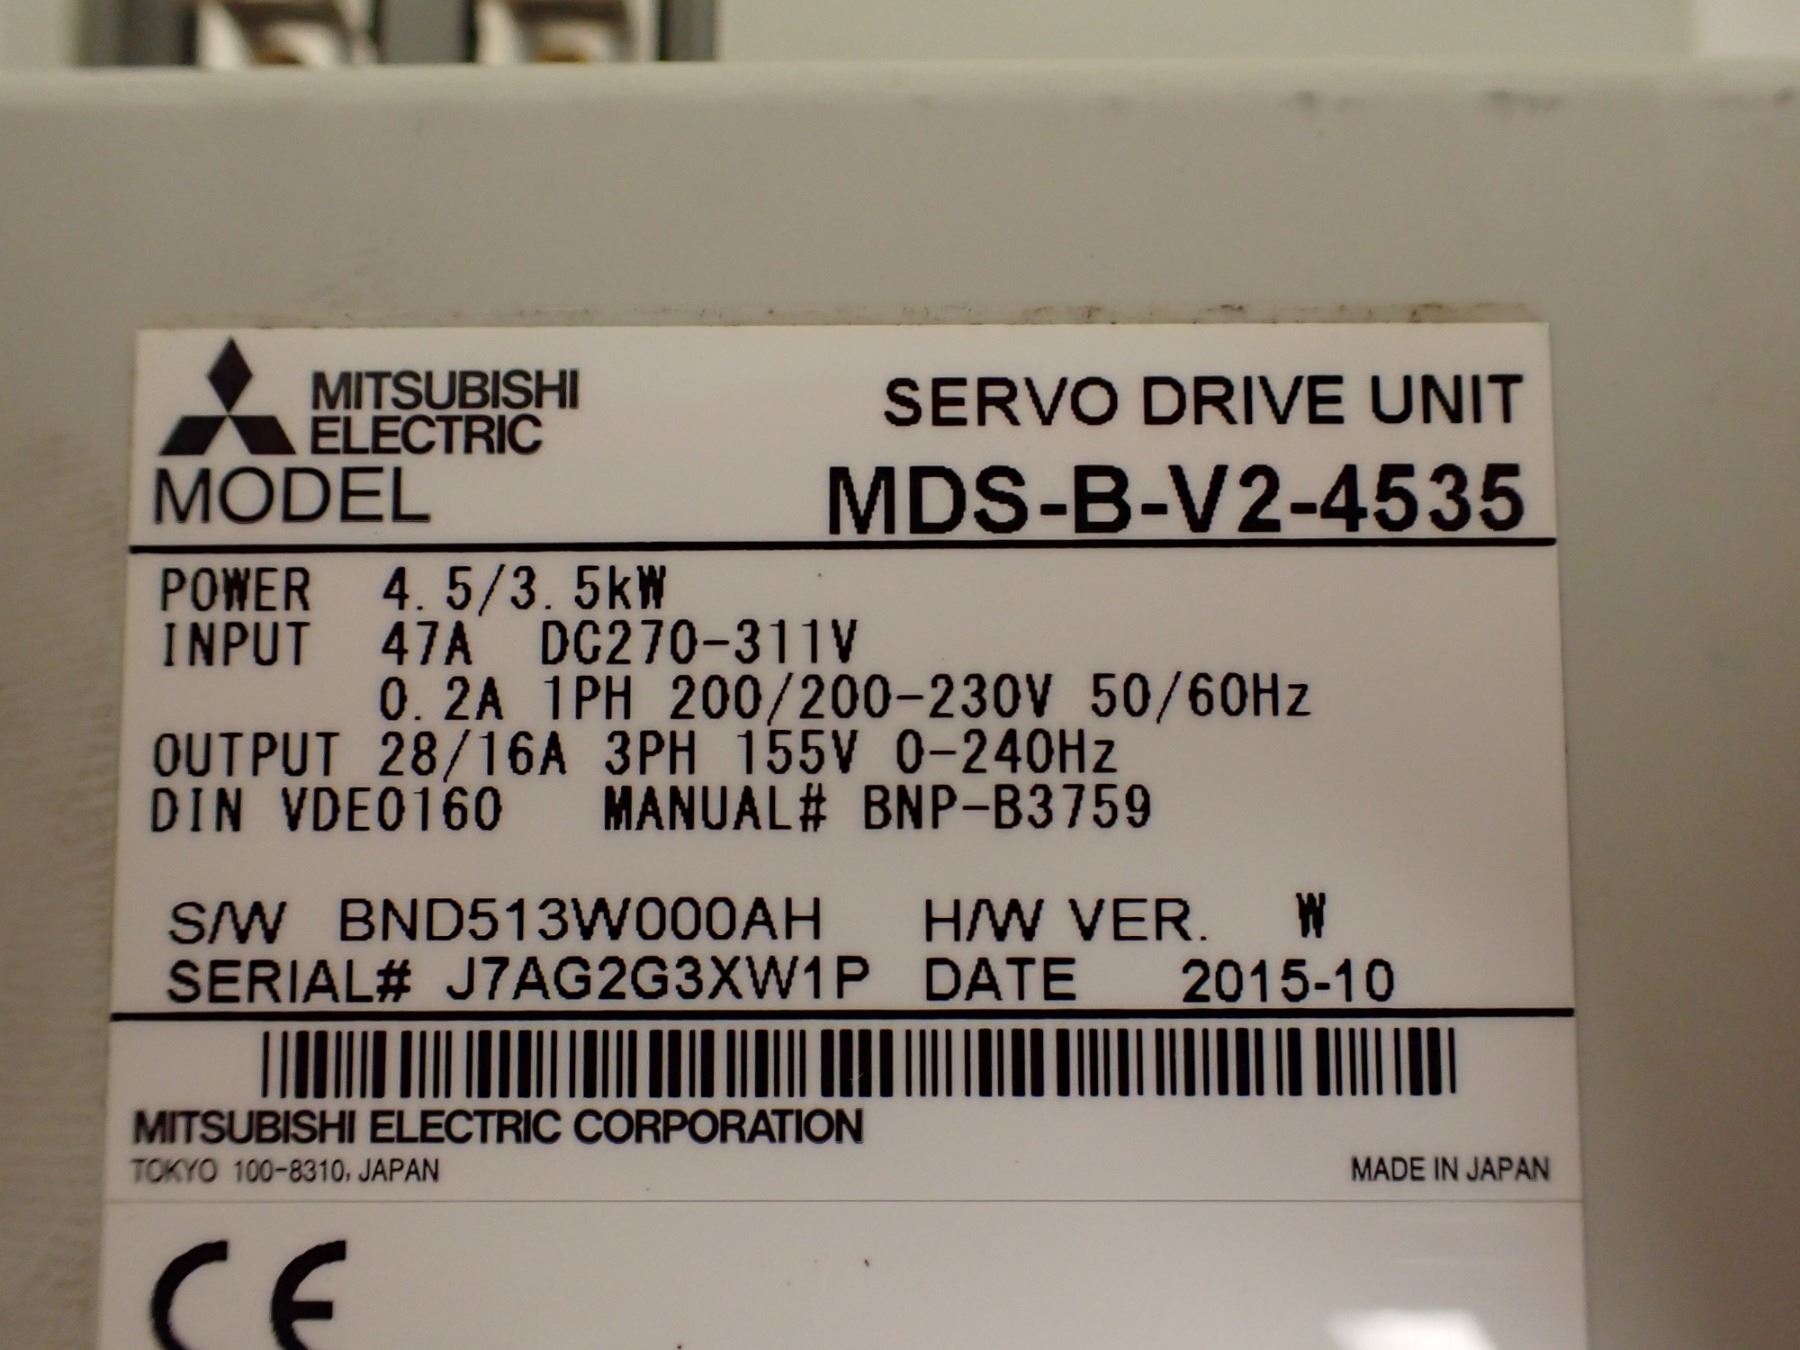 MITSUBISHI
ELECTRIC
SERVO DRIVE UNIT
MODEL MDS-B-V2-4535
POWER 4.5/3.5kW
INPUT 47A DC270-311V
0.2A 1PH 200/200-230V 50/60Hz
OUTPUT 28/16A 3PH 155V 0-240Hz
DIN VDE0160 MANUAL# BNP-B3759
S/W BND513W000AH H/W VER. W
SERIAL# J7AG2G3XW1P DATE 2015-10
MITSUBISHI ELECTRIC CORPORATION
TOKYO 100-8310, JAPAN MADE IN JAPAN
CE